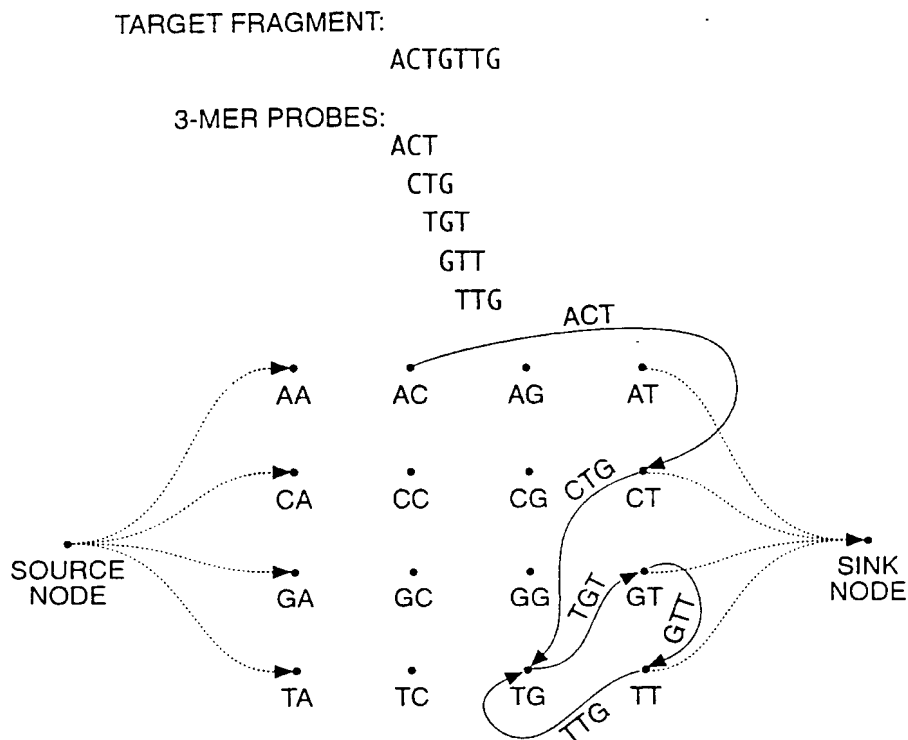 TARGET FRAGMENT:
ACTGTTG
3-MER PROBES:
ACT
CTG
TGT
GTT
TTG
ACT
AA AC AG AT
CTG
CA CC CG CT
SOURCE
NODE
SINK
NODE
TGT
GTT
GA GC GG GT
TTG
TA TC TG TT